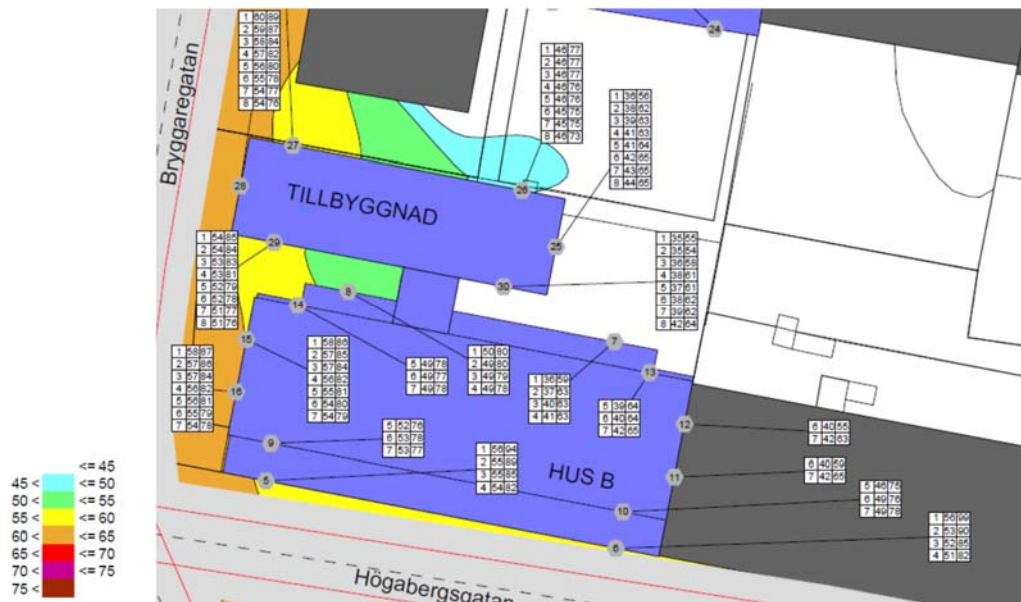 Bryggaregatan
24
1 60 89
2 59 87
3 58 84
4 57 82
5 56 80
6 55 78
7 54 77
8 54 76
1 46 77
2 46 77
3 46 77
4 46 76
5 46 76
6 45 75
7 45 75
8 46 73
1 36 56
2 38 62
3 39 63
4 41 63
5 41 64
6 42 65
7 43 65
8 44 65
27
28
TILLBYGGNAD
26
25
29
30
1 54 85
2 54 84
3 53 83
4 53 81
5 52 79
6 52 78
7 51 77
8 51 76
1 35 55
2 35 54
3 36 58
4 38 61
5 37 61
6 38 62
7 39 62
8 42 64
8
14
15
7
13
16
1 58 87
2 57 86
3 57 84
4 56 82
5 56 81
6 55 79
7 54 78
1 58 86
2 57 85
3 57 84
4 56 82
5 55 81
6 54 80
7 54 79
5 49 78
6 49 77
7 49 78
1 50 80
2 49 80
3 49 79
4 49 78
1 36 59
2 37 63
3 40 63
4 41 63
5 39 64
6 40 64
7 42 65
12
6 40 55
7 42 63
9
5 52 76
6 53 78
7 53 77
5
1 56 94
2 55 89
3 55 85
4 54 82
HUS B
11
6 40 59
7 42 65
10
5 46 75
6 49 76
7 49 78
6
1 56 99
2 53 90
3 52 85
4 51 82
Högabergsgatan
<= 45
45 < <= 50
50 < <= 55
55 < <= 60
60 < <= 65
65 < <= 70
70 < <= 75
75 <